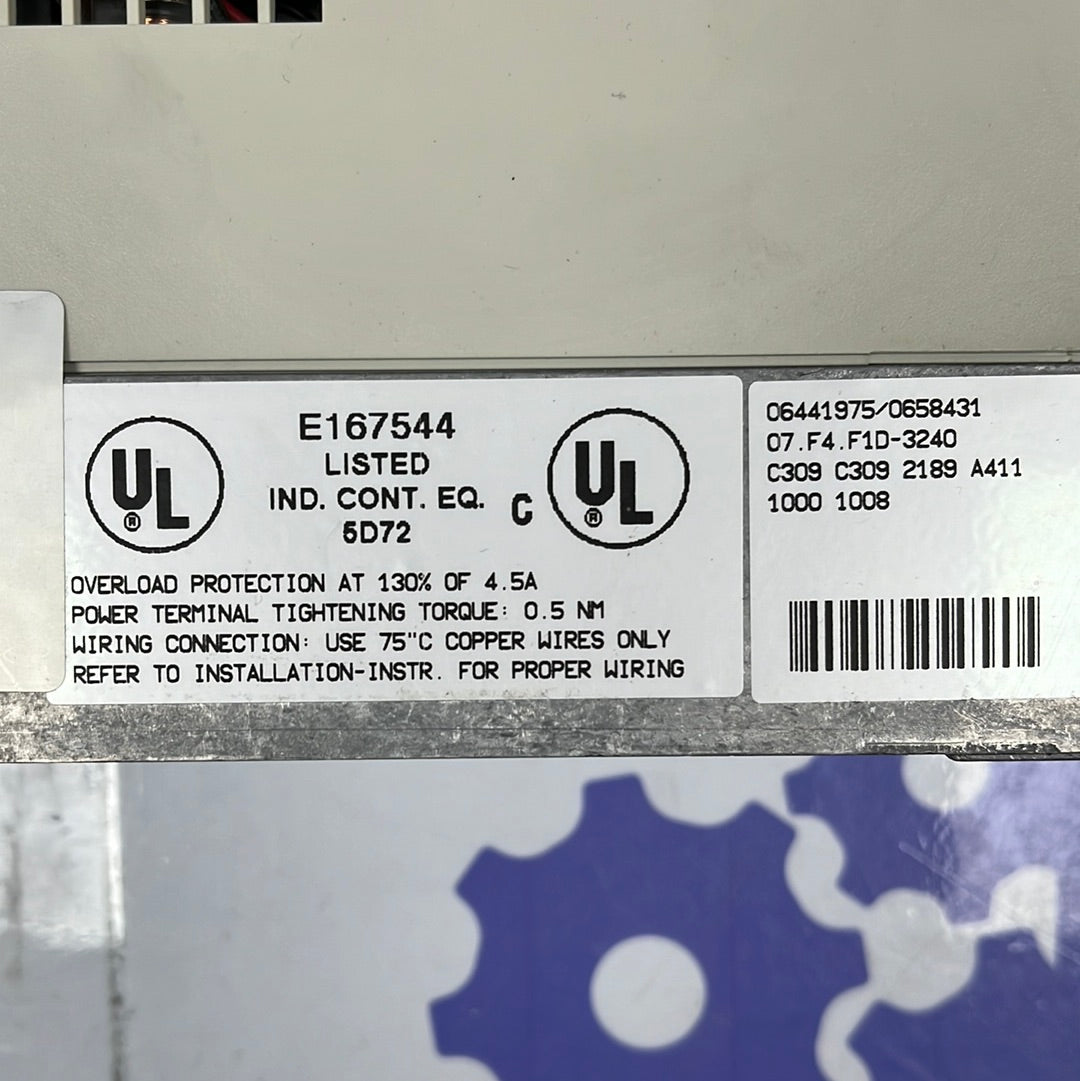 UL
®
E167544
LISTED
IND. CONT. EQ.
5D72
C
UL
®
OVERLOAD PROTECTION AT 130% OF 4.5A
POWER TERMINAL TIGHTENING TORQUE: 0.5 NM
WIRING CONNECTION: USE 75"C COPPER WIRES ONLY
REFER TO INSTALLATION-INSTR. FOR PROPER WIRING
06441975/0658431
07.F4.F1D-3240
C309 C309 2189 A411
1000 1008